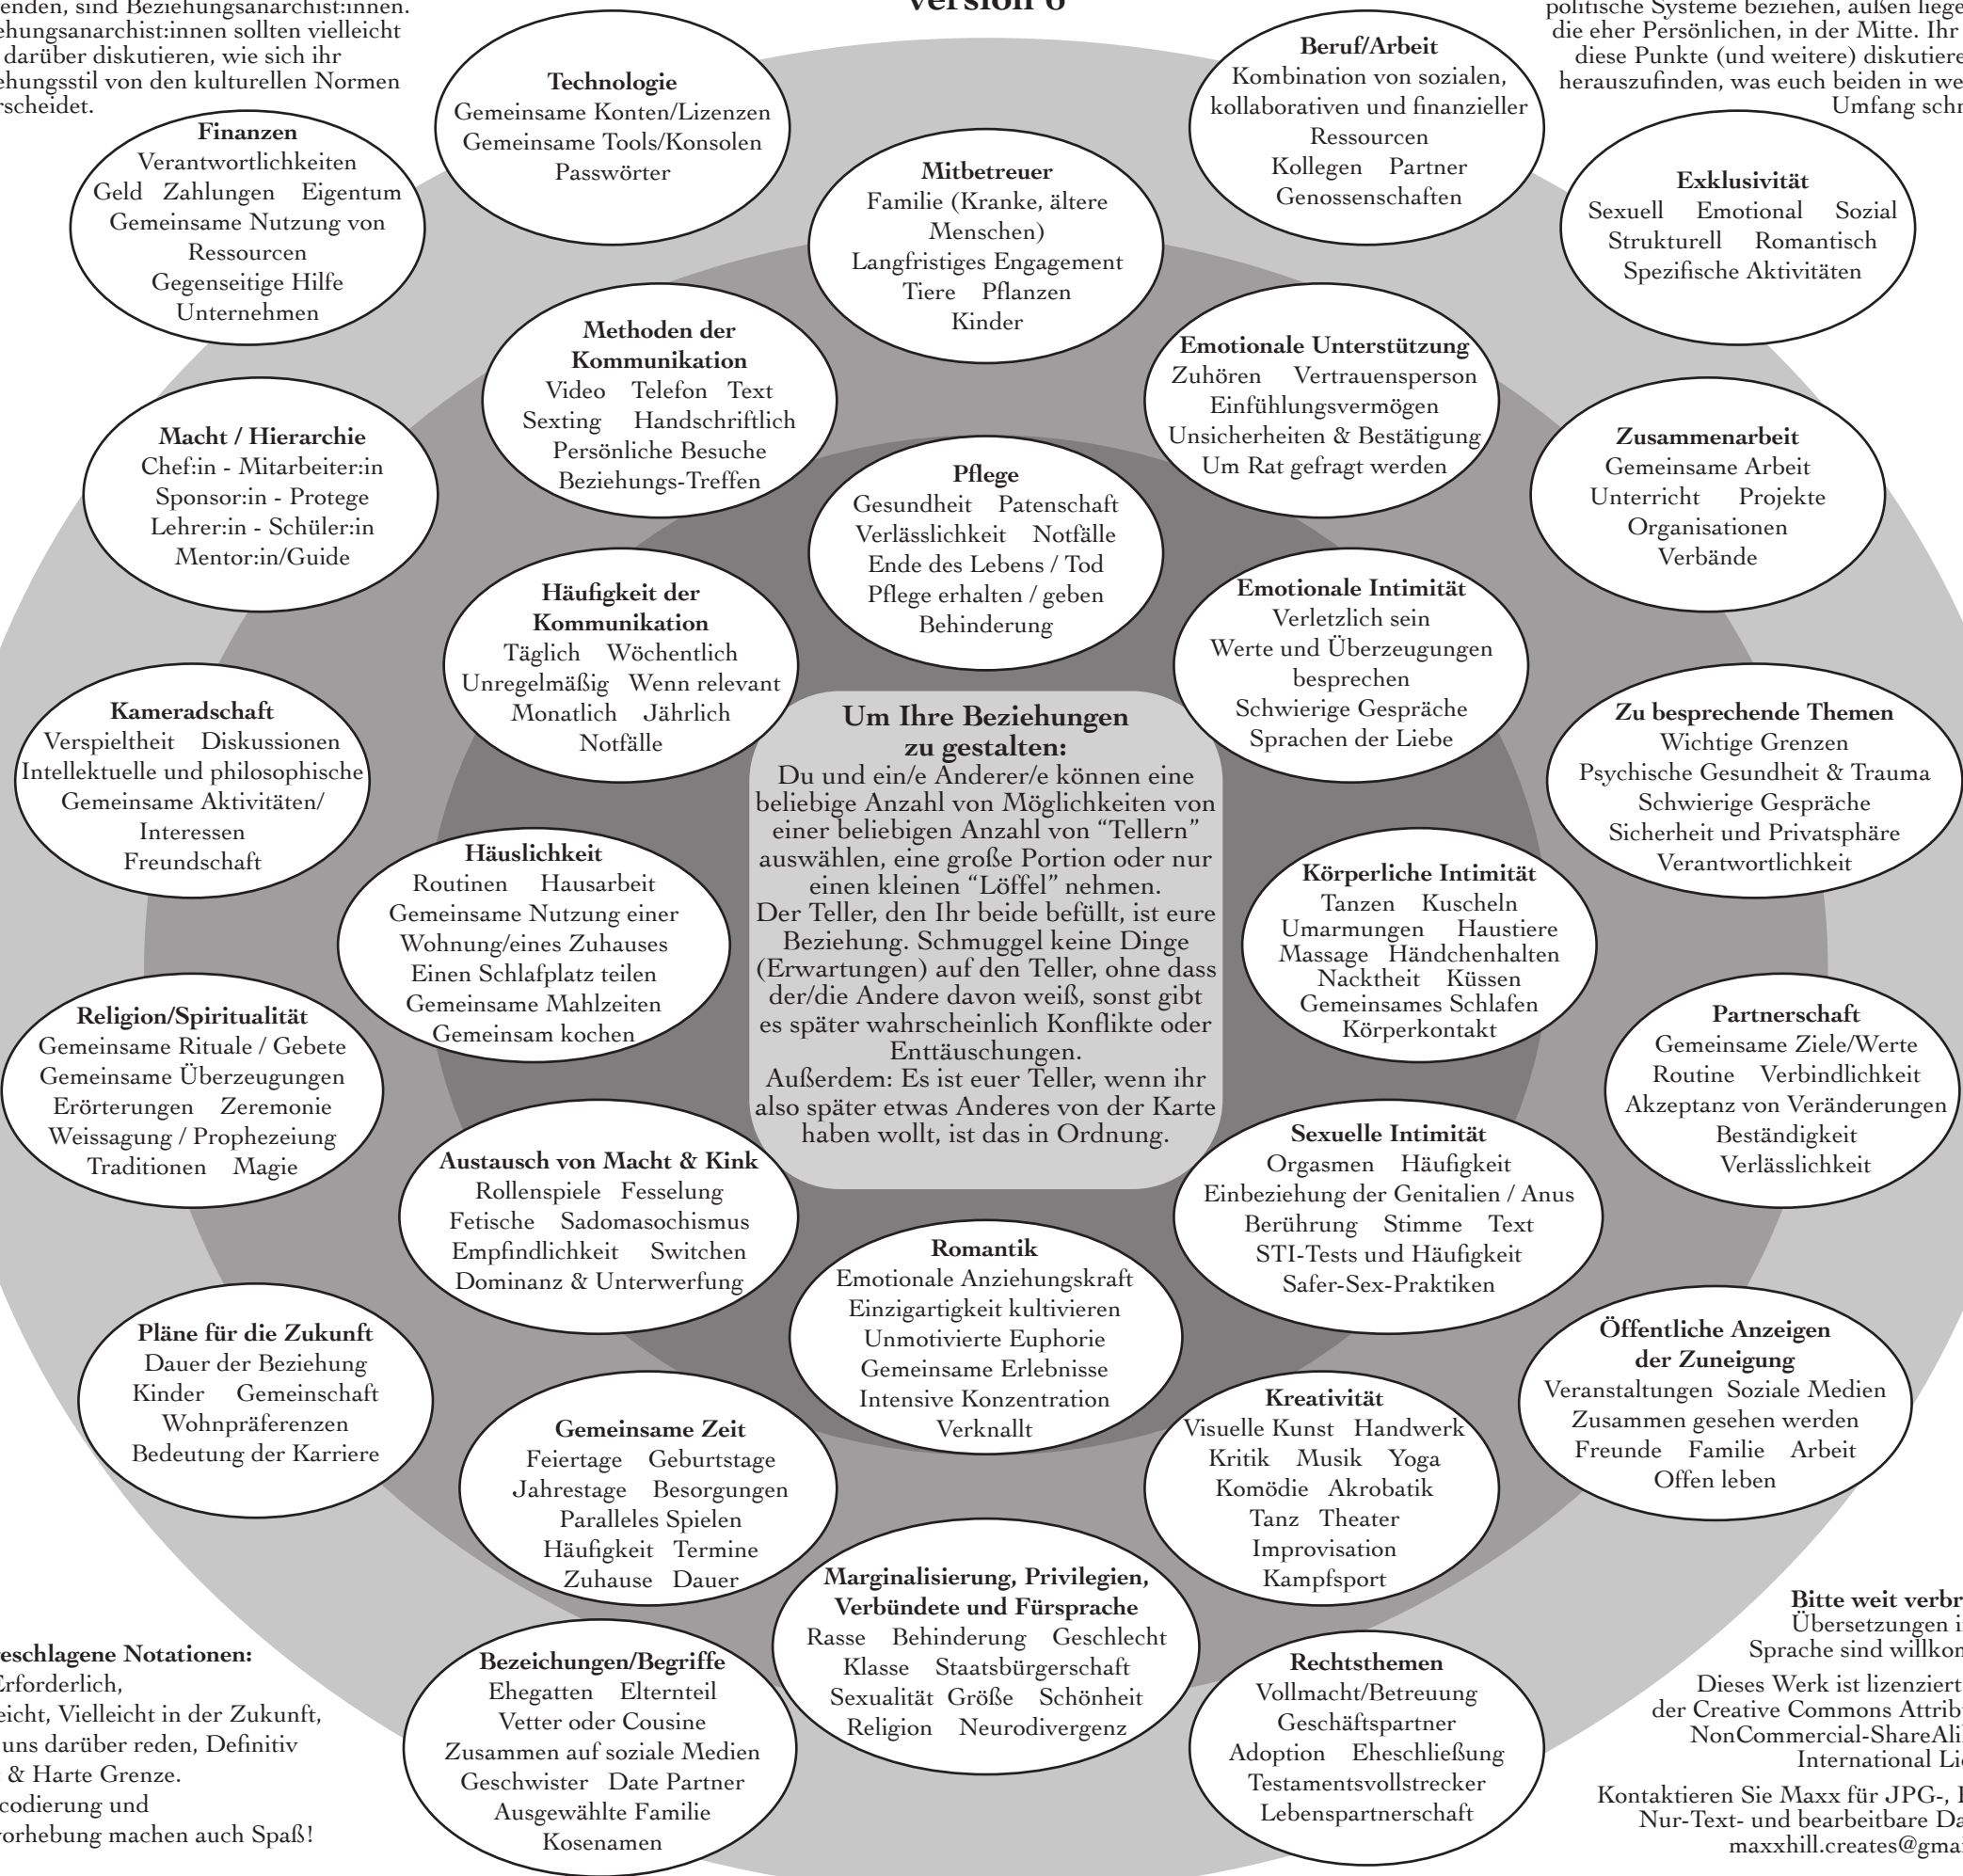 enden, sind Beziehungsanarchist:innen.
ehungsanarchist:innen sollten vielleicht
darüber diskutieren, wie sich ihr
ehungsstil von den kulturellen Normen
rscheidet.
version 6
politische Systeme beziehen, außen liege
die eher Persönlichen, in der Mitte. Ihr
diese Punkte (und weitere) diskutiere
herauszufinden, was euch beiden in we
Umfang schm
Technologie
Gemeinsame Konten/Lizenzen
Gemeinsame Tools/Konsolen
Passwörter
Beruf/Arbeit
Kombination von sozialen,
kollaborativen und finanzieller
Ressourcen
Kollegen Partner
Genossenschaften
Finanzen
Verantwortlichkeiten
Geld Zahlungen Eigentum
Gemeinsame Nutzung von
Ressourcen
Gegenseitige Hilfe
Unternehmen
Mitbetreuer
Familie (Kranke, ältere
Menschen)
Langfristiges Engagement
Tiere Pflanzen
Kinder
Exklusivität
Sexuell Emotional Sozial
Strukturell Romantisch
Spezifische Aktivitäten
Methoden der
Kommunikation
Video Telefon Text
Sexting Handschriftlich
Persönliche Besuche
Beziehungs-Treffen
Emotionale Unterstützung
Zuhören Vertrauensperson
Einfühlungsvermögen
Unsicherheiten & Bestätigung
Um Rat gefragt werden
Macht / Hierarchie
Chef:in - Mitarbeiter:in
Sponsor:in - Protege
Lehrer:in - Schüler:in
Mentor:in/Guide
Pflege
Gesundheit Patenschaft
Verlässlichkeit Notfälle
Ende des Lebens / Tod
Pflege erhalten / geben
Behinderung
Zusammenarbeit
Gemeinsame Arbeit
Unterricht Projekte
Organisationen
Verbände
Häufigkeit der
Kommunikation
Täglich Wöchentlich
Unregelmäßig Wenn relevant
Monatlich Jährlich
Notfälle
Emotionale Intimität
Verletzlich sein
Werte und Überzeugungen
besprechen
Schwierige Gespräche
Sprachen der Liebe
Kameradschaft
Verspieltheit Diskussionen
Intellektuelle und philosophische
Gemeinsame Aktivitäten/
Interessen
Freundschaft
Um Ihre Beziehungen
zu gestalten:
Du und ein/e Anderer/e können eine
beliebige Anzahl von Möglichkeiten von
einer beliebigen Anzahl von “Tellern”
auswählen, eine große Portion oder nur
einen kleinen “Löffel” nehmen.
Der Teller, den Ihr beide befüllt, ist eure
Beziehung. Schmuggel keine Dinge
(Erwartungen) auf den Teller, ohne dass
der/die Andere davon weiß, sonst gibt
es später wahrscheinlich Konflikte oder
Enttäuschungen.
Außerdem: Es ist euer Teller, wenn ihr
also später etwas Anderes von der Karte
haben wollt, ist das in Ordnung.
Zu besprechende Themen
Wichtige Grenzen
Psychische Gesundheit & Trauma
Schwierige Gespräche
Sicherheit und Privatsphäre
Verantwortlichkeit
Häuslichkeit
Routinen Hausarbeit
Gemeinsame Nutzung einer
Wohnung/eines Zuhauses
Einen Schlafplatz teilen
Gemeinsame Mahlzeiten
Gemeinsam kochen
Körperliche Intimität
Tanzen Kuscheln
Umarmungen Haustiere
Massage Händchenhalten
Nacktheit Küssen
Gemeinsames Schlafen
Körperkontakt
Religion/Spiritualität
Gemeinsame Rituale / Gebete
Gemeinsame Überzeugungen
Erörterungen Zeremonie
Weissagung / Prophezeiung
Traditionen Magie
Partnerschaft
Gemeinsame Ziele/Werte
Routine Verbindlichkeit
Akzeptanz von Veränderungen
Beständigkeit
Verlässlichkeit
Austausch von Macht & Kink
Rollenspiele Fesselung
Fetische Sadomasochismus
Empfindlichkeit Switchen
Dominanz & Unterwerfung
Sexuelle Intimität
Orgasmen Häufigkeit
Einbeziehung der Genitalien / Anus
Berührung Stimme Text
STI-Tests und Häufigkeit
Safer-Sex-Praktiken
Romantik
Emotionale Anziehungskraft
Einzigartigkeit kultivieren
Unmotivierte Euphorie
Gemeinsame Erlebnisse
Intensive Konzentration
Verknallt
Pläne für die Zukunft
Dauer der Beziehung
Kinder Gemeinschaft
Wohnpräferenzen
Bedeutung der Karriere
Öffentliche Anzeigen
der Zuneigung
Veranstaltungen Soziale Medien
Zusammen gesehen werden
Freunde Familie Arbeit
Offen leben
Gemeinsame Zeit
Feiertage Geburtstage
Jahrestage Besorgungen
Paralleles Spielen
Häufigkeit Termine
Zuhause Dauer
Kreativität
Visuelle Kunst Handwerk
Kritik Musik Yoga
Komödie Akrobatik
Tanz Theater
Improvisation
Kampfsport
Marginalisierung, Privilegien,
Verbündete und Fürsprache
Rasse Behinderung Geschlecht
Klasse Staatsbürgerschaft
Sexualität Größe Schönheit
Religion Neurodivergenz
Bezeichungen/Begriffe
Ehegatten Elternteil
Vetter oder Cousine
Zusammen auf soziale Medien
Geschwister Date Partner
Ausgewählte Familie
Kosenamen
Rechtsthemen
Vollmacht/Betreuung
Geschäftspartner
Adoption Eheschließung
Testamentsvollstrecker
Lebenspartnerschaft
eschlagene Notationen:
Erforderlich,
eicht, Vielleicht in der Zukunft,
uns darüber reden, Definitiv
& Harte Grenze.
codierung und
vorhebung machen auch Spaß!
Bitte weit verbr
Übersetzungen i
Sprache sind willkon
Dieses Werk ist lizenziert
der Creative Commons Attribu
NonCommercial-ShareAlik
International Lie
Kontaktieren Sie Maxx für JPG-,
Nur-Text- und bearbeitbare Da
maxxhill.creates@gmai